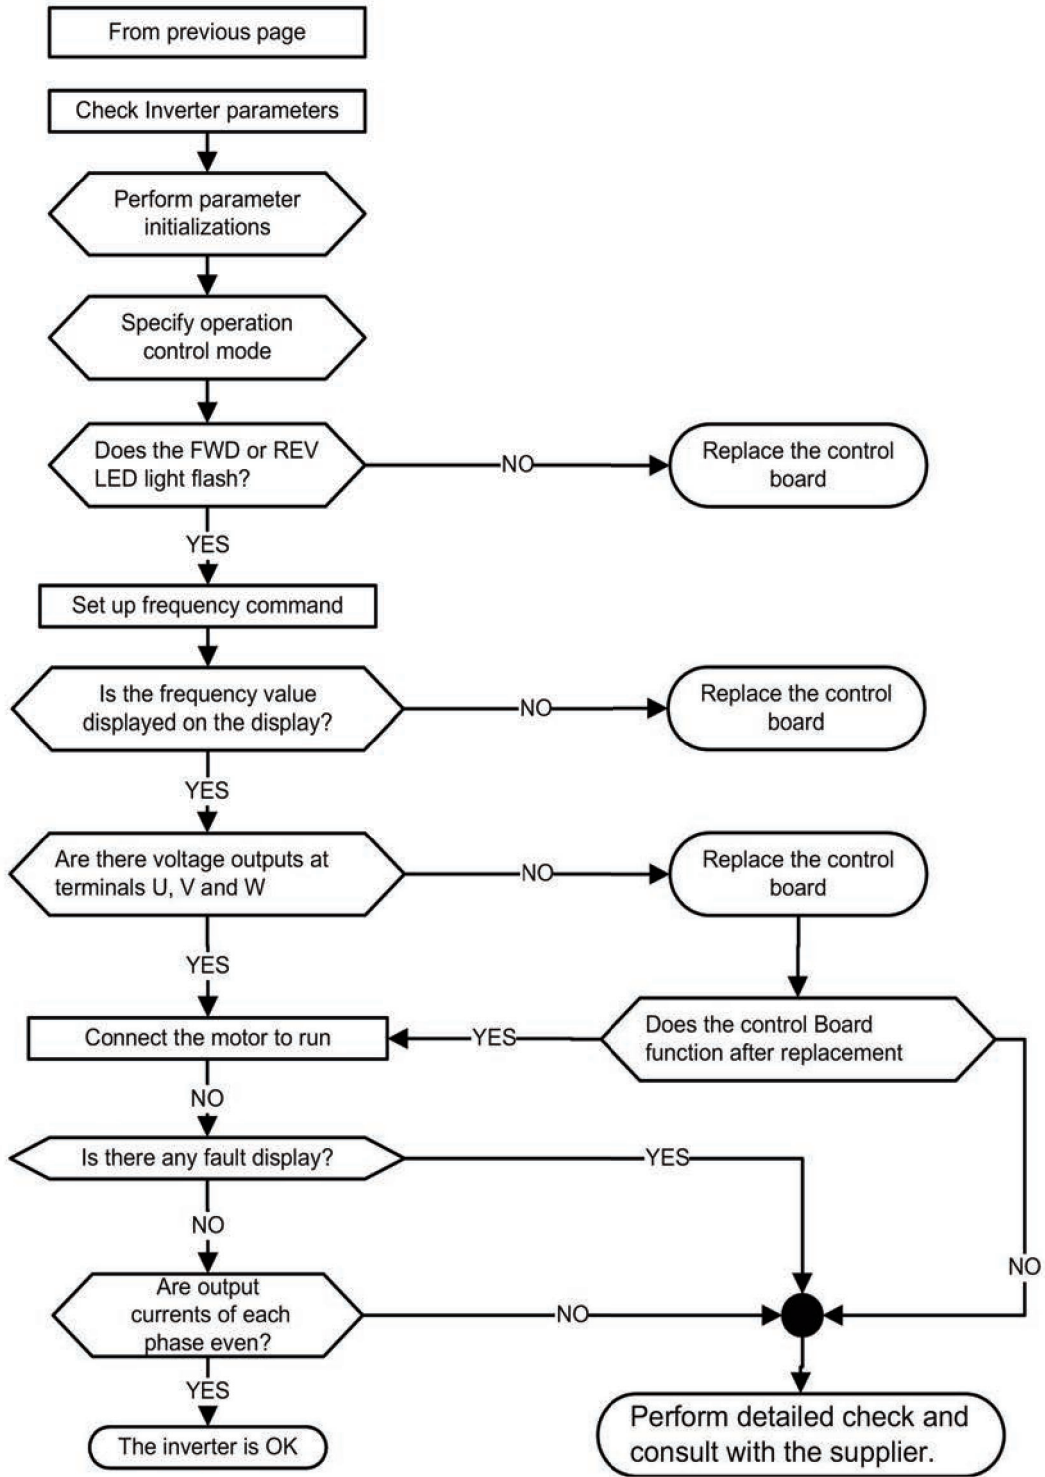 From previous page
Check Inverter parameters
Perform parameter
initializations
Specify operation
control mode
Does the FWD or REV
LED light flash?
NO
Replace the control
board
YES
Set up frequency command
Is the frequency value
displayed on the display?
NO
Replace the control
board
YES
Are there voltage outputs at
terminals U, V and W
NO
Replace the control
board
YES
Connect the motor to run
YES
Does the control Board
function after replacement
NO
Is there any fault display?
YES
NO
NO
Are output
currents of each
phase even?
NO
YES
The inverter is OK
Perform detailed check and
consult with the supplier.